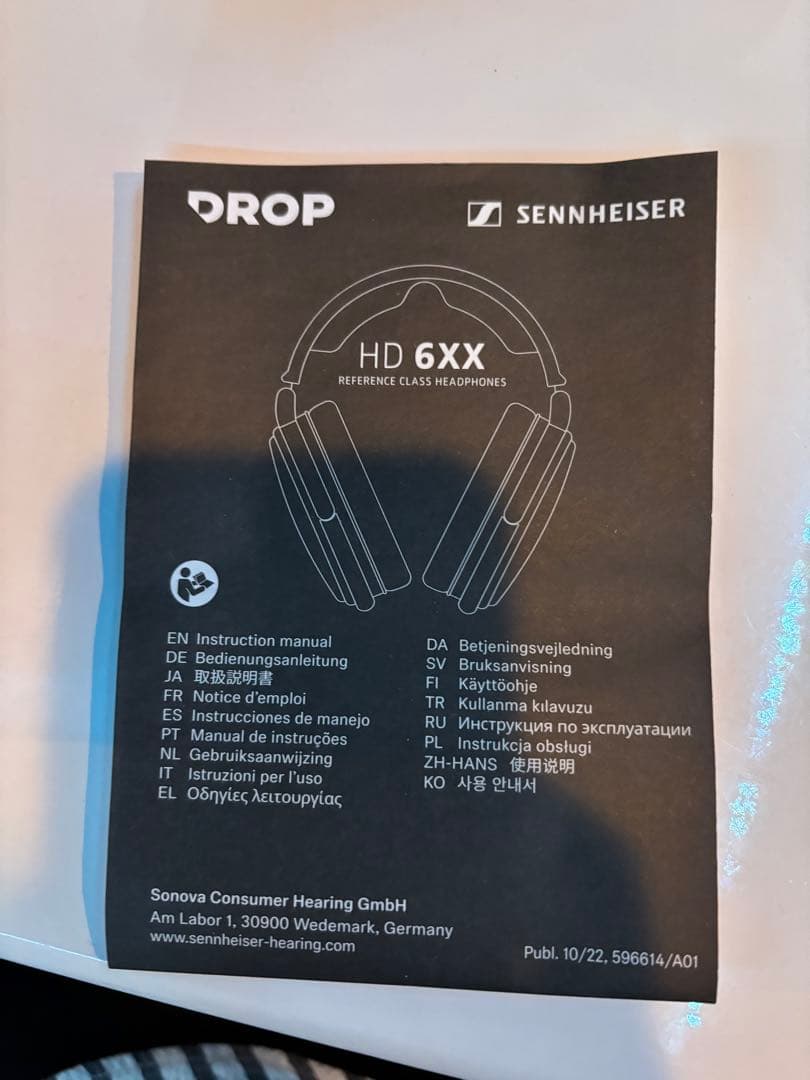 DROP
SENNHEISER
HD 6XX
REFERENCE CLASS HEADPHONES
EN Instruction manual
DE Bedienungsanleitung
JA 取扱説明書
FR Notice d'emploi
ES Instrucciones de manejo
PT Manual de instruções
NL Gebruiksaanwijzing
IT Istruzioni per l'uso
EL Οδηγίες λειτουργίας
DA Betjeningsvejledning
SV Bruksanvisning
FI Käyttöohje
TR Kullanma kılavuzu
RU Инструкция по эксплуатации
PL Instrukcja obsługi
ZH-HANS 使用说明
KO 사용 안내서
Sonova Consumer Hearing GmbH
Am Labor 1, 30900 Wedemark, Germany
www.sennheiser-hearing.com
Publ. 10/22, 596614/A01